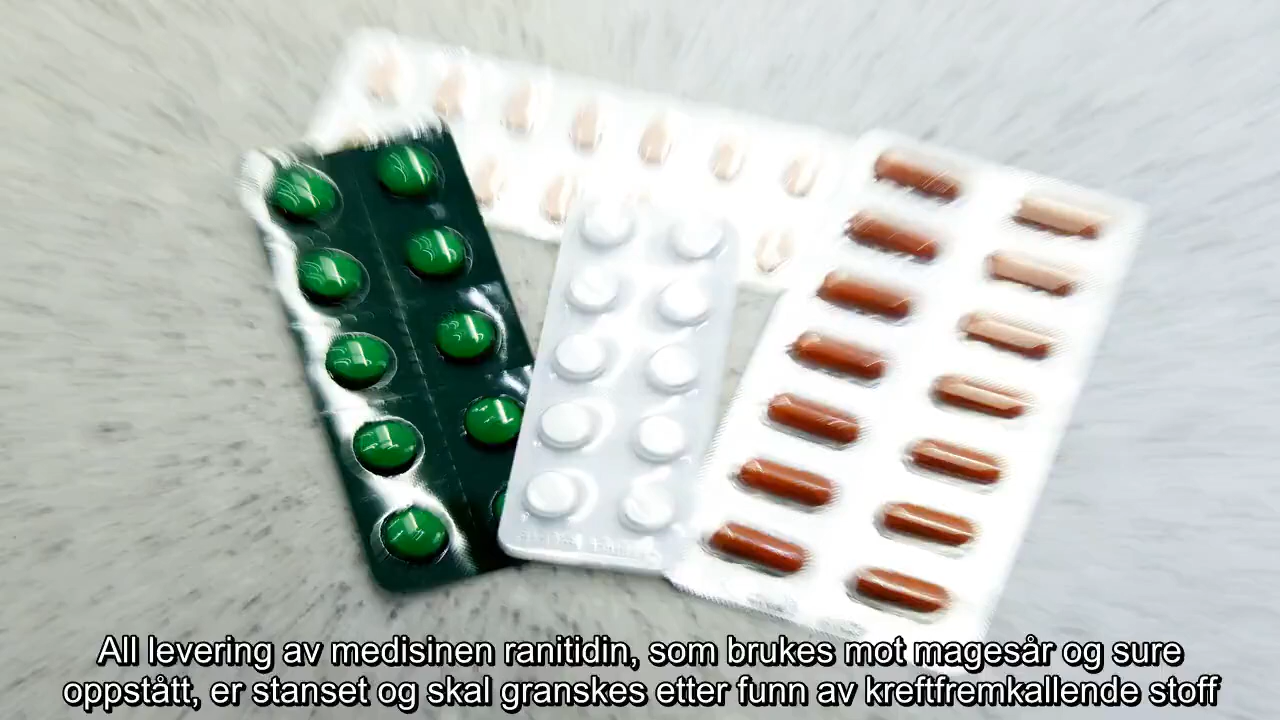 All levering av medisinen ranitidin, som brukes mot magesår og sure
oppstått, er stanset og skal granskes etter funn av kreftfremkallende stoff